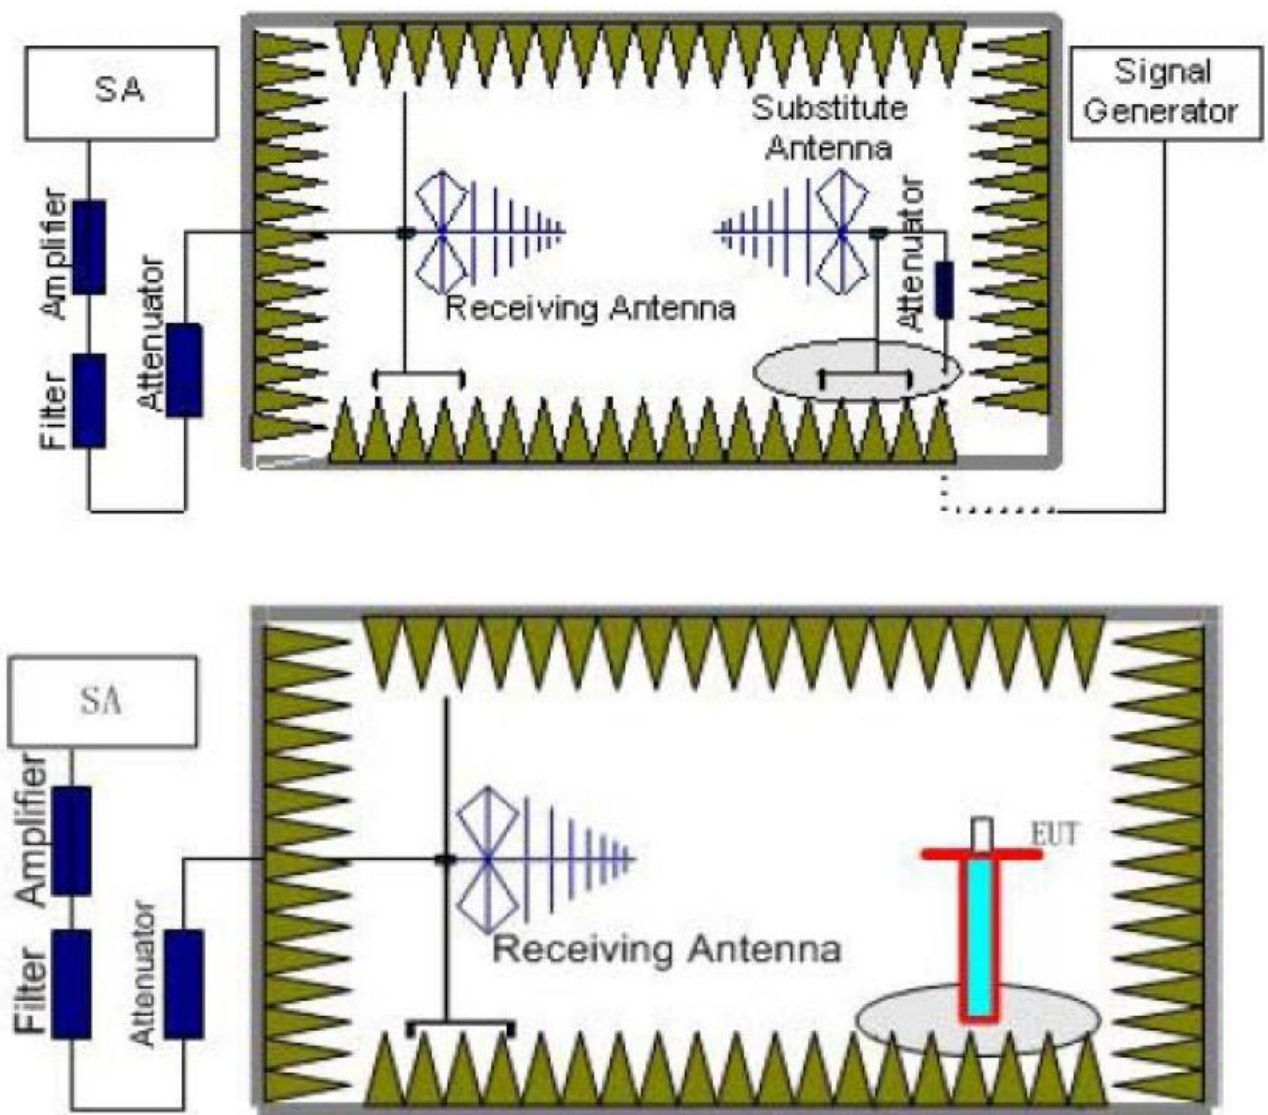 SA
Signal
Generator
Substitute
Antenna
Amplifier
Attenuator
Attenuator
Receiving Antenna
Filter
SA
Amplifier
EUT
Attenuator
Receiving Antenna
Filter